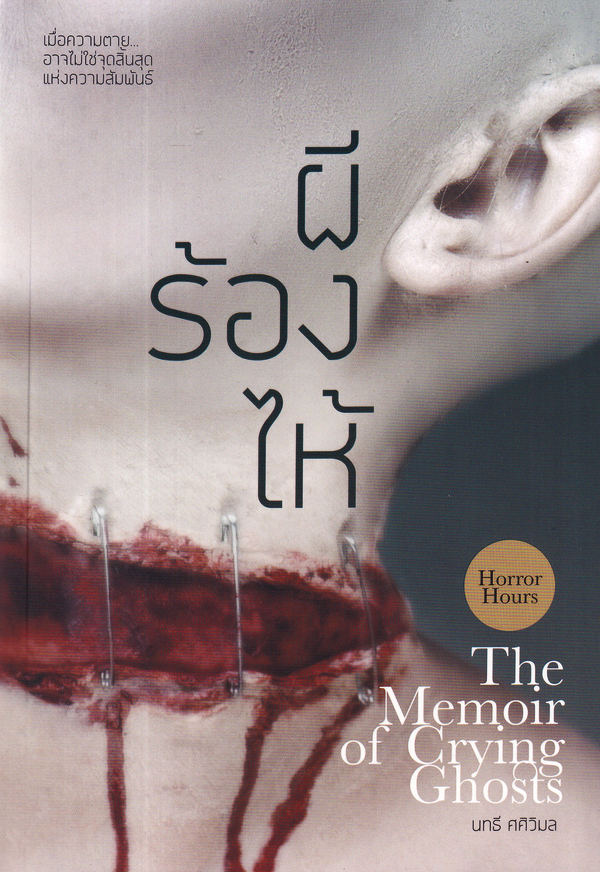 เมื่อความตาย...
อาจไม่ใช่จุดสิ้นสุด
แห่งความสัมพันธ์
ผี
ร้อง
ไห้
Horror
Hours
The
Memoir
of Crying
Ghosts
นทธี ศศิวิมล